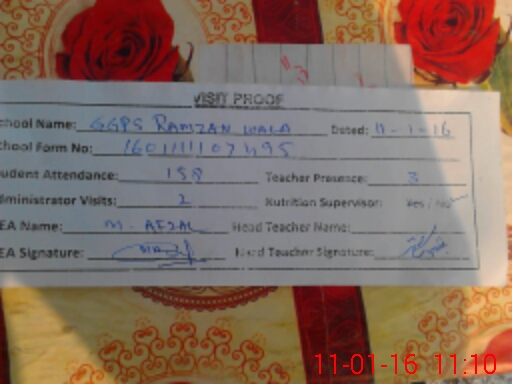 VISIT PROOF
chool Name: GGPS RAMZAN WALA Dated: 11-1-16
chool Form No:
udent Attendance: 158 Teacher Presence: 3
dministrator Visits: 2 Nutrition Supervisor: Yes / No
EA Name: M. AFZAL Head Teacher Name:
EA Signature: Head Teacher Signature:
11-01-16 11:10